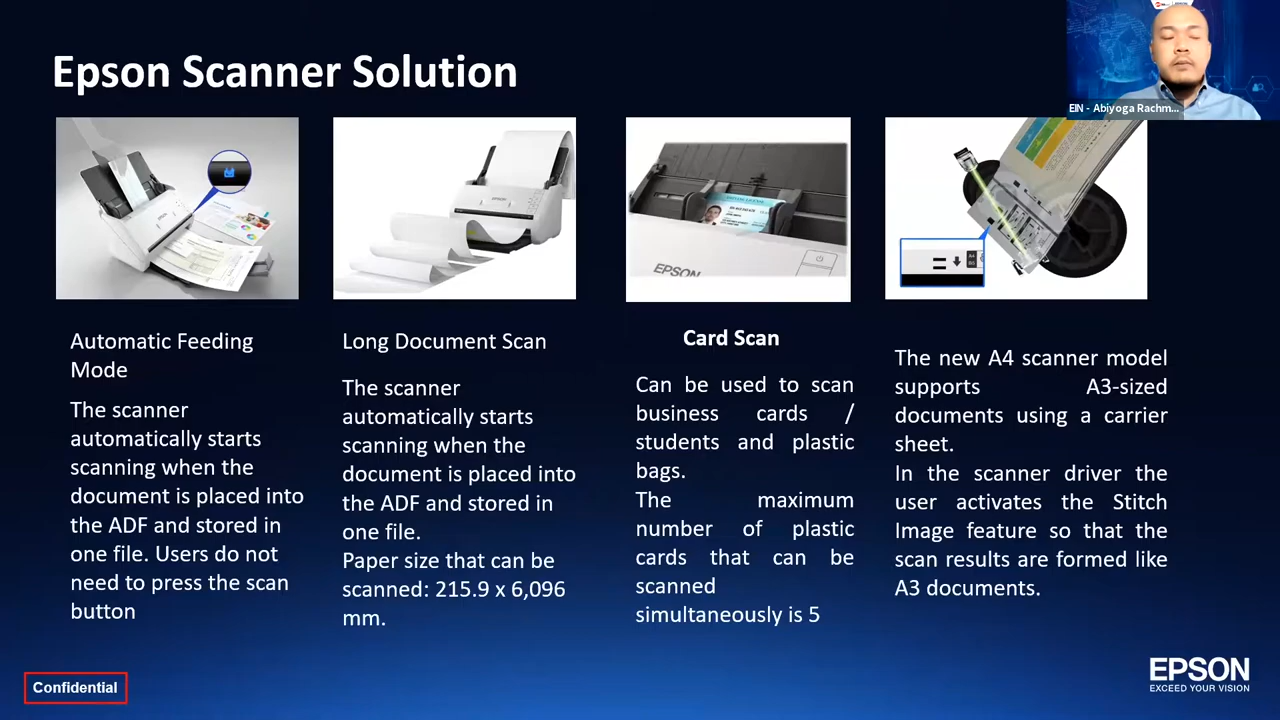 Epson Scanner Solution
EIN - Abiyoga Rachm...
Automatic Feeding
Mode
The scanner
automatically starts
scanning when the
document is placed into
the ADF and stored in
one file. Users do not
need to press the scan
button
Long Document Scan
The scanner
automatically starts
scanning when the
document is placed into
the ADF and stored in
one file.
Paper size that can be
scanned: 215.9 x 6,096
mm.
EPSON
Card Scan
Can be used to scan
business cards /
students and plastic
bags.
The maximum
number of plastic
cards that can be
scanned
simultaneously is 5
The new A4 scanner model
supports A3-sized
documents using a carrier
sheet.
In the scanner driver the
user activates the Stitch
Image feature so that the
scan results are formed like
A3 documents.
Confidential
EPSON
EXCEED YOUR VISION